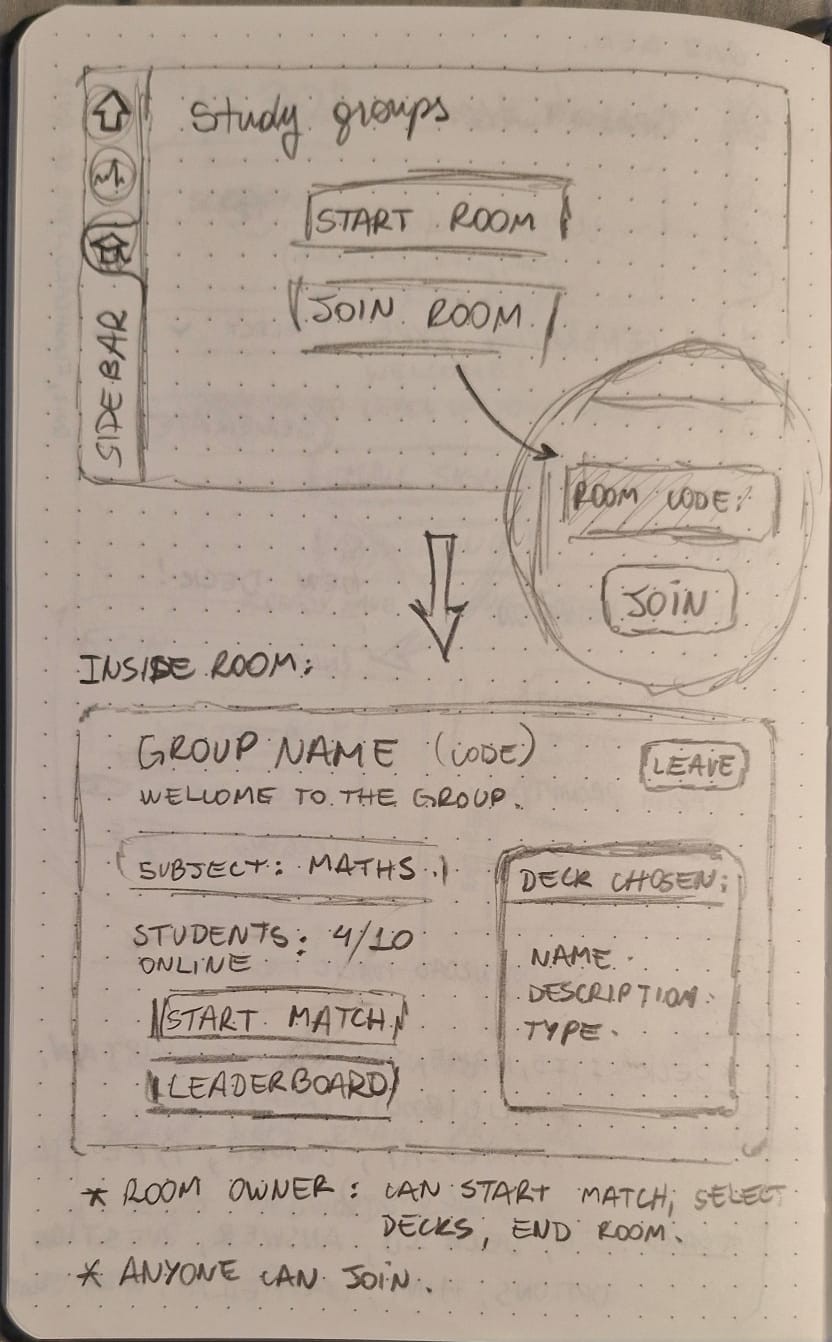 Study groups
START ROOM
JOIN ROOM
SIDEBAR
ROOM CODE:
JOIN
INSIDE ROOM:
GROUP NAME (CODE)
LEAVE
WELCOME TO THE GROUP.
SUBJECT: MATHS
DECK CHOSEN:
STUDENTS: 4/10
ONLINE
NAME
DESCRIPTION
TYPE
START MATCH
LEADERBOARD
* ROOM OWNER: CAN START MATCH, SELECT
DECKS, END ROOM.
* ANYONE CAN JOIN.